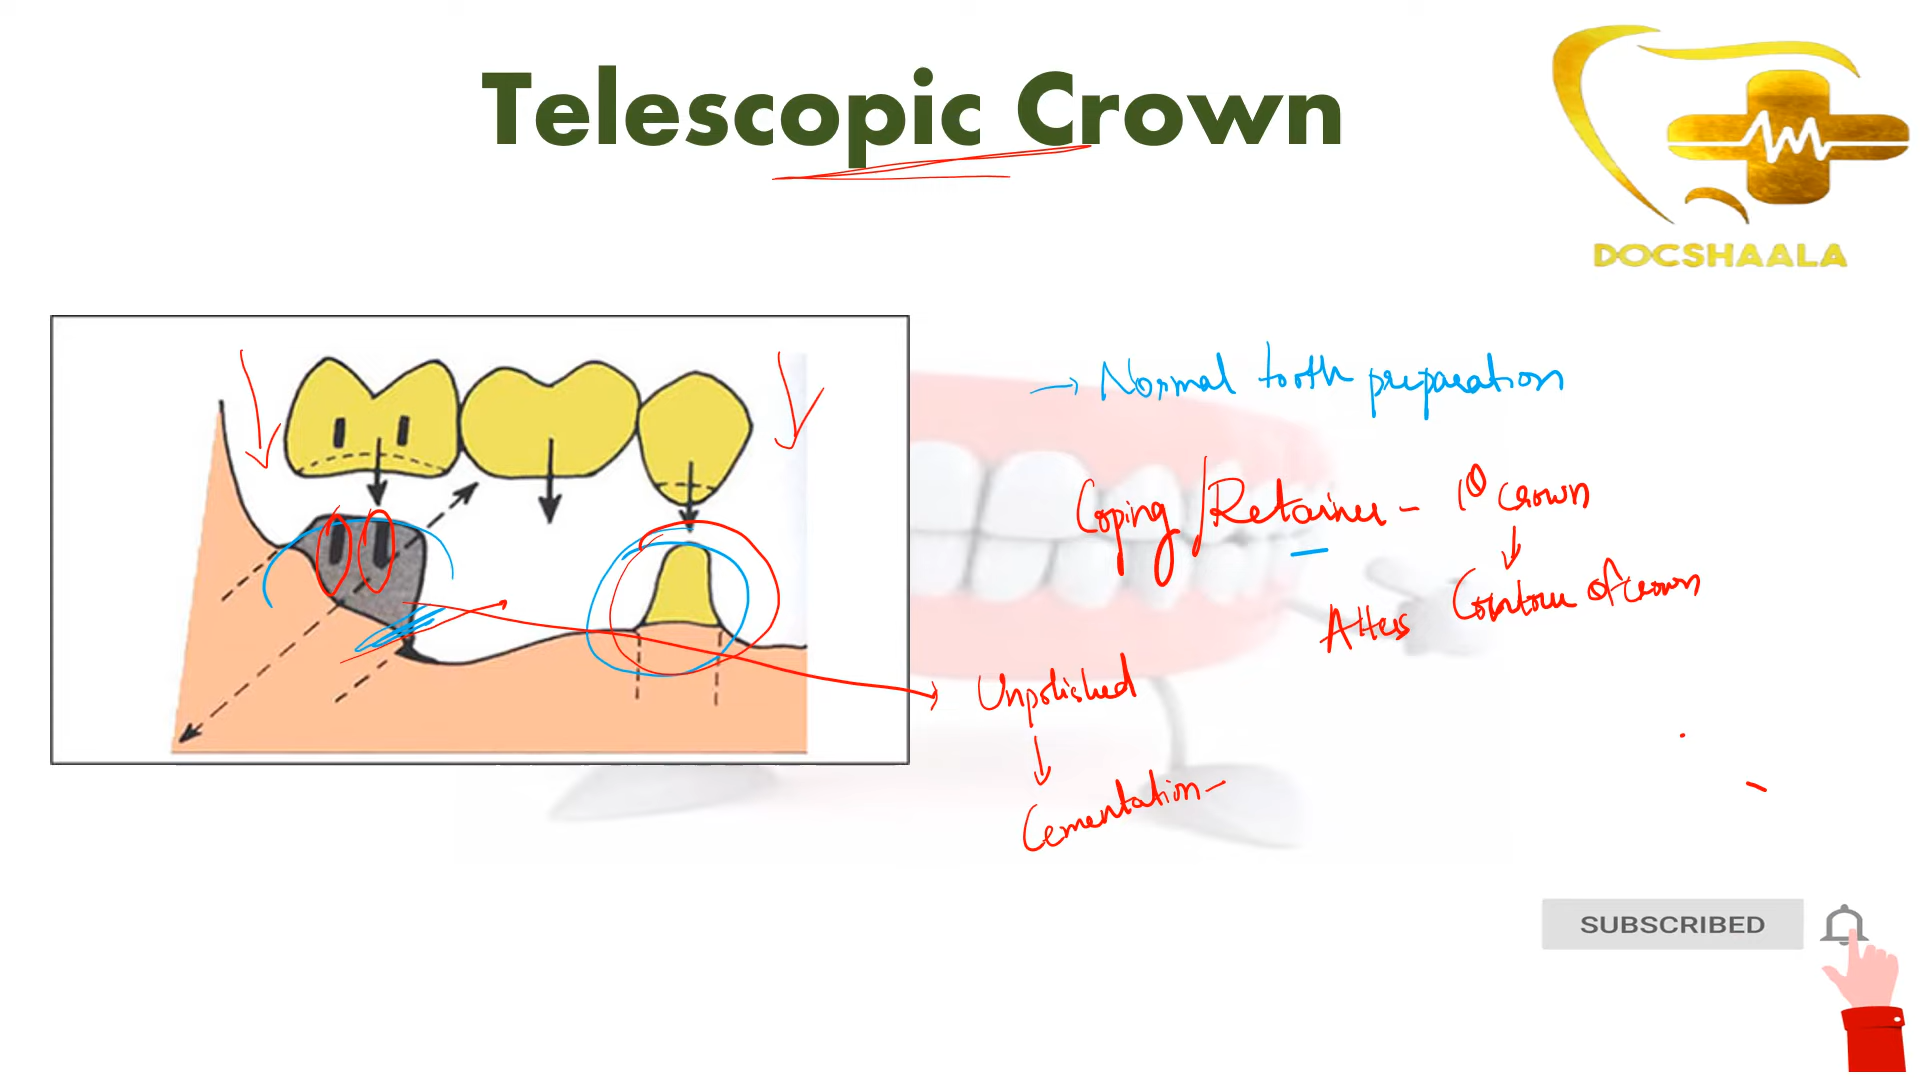 Telescopic Crown
DOCSHAALA
→ Normal tooth preparation
Coping / Retainer - 1° crown
↓
Alters Contour of crown
Unpolished
↓
Cementation-
SUBSCRIBED